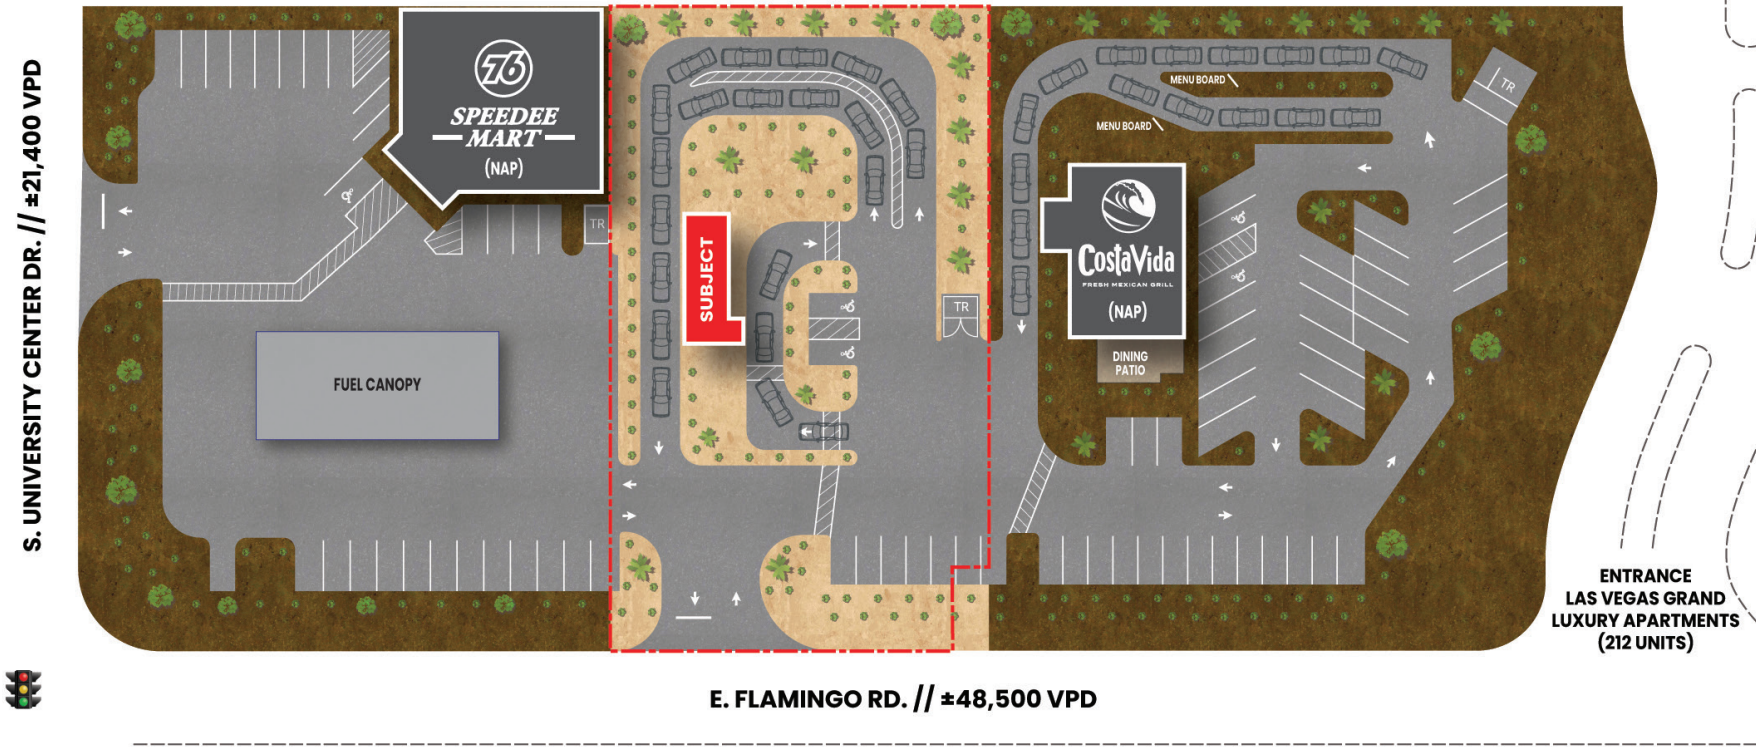 S. UNIVERSITY CENTER DR. // ±21,400 VPD
76
SPEEDEE
MART
(NAP)
TR
FUEL CANOPY
SUBJECT
TR
MENU BOARD
MENU BOARD
TR
CostaVida
FRESH MEXICAN GRILL
(NAP)
DINING
PATIO
ENTRANCE
LAS VEGAS GRAND
LUXURY APARTMENTS
(212 UNITS)
E. FLAMINGO RD. // ±48,500 VPD